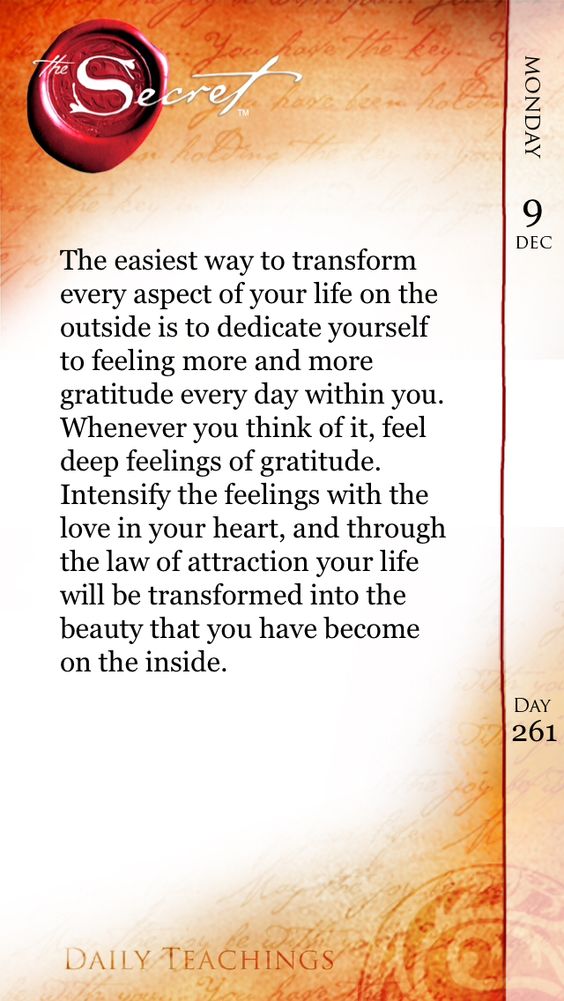 the Secret™
MONDAY
9
DEC
The easiest way to transform
every aspect of your life on the
outside is to dedicate yourself
to feeling more and more
gratitude every day within you.
Whenever you think of it, feel
deep feelings of gratitude.
Intensify the feelings with the
love in your heart, and through
the law of attraction your life
will be transformed into the
beauty that you have become
on the inside.
DAY
261
DAILY TEACHINGS